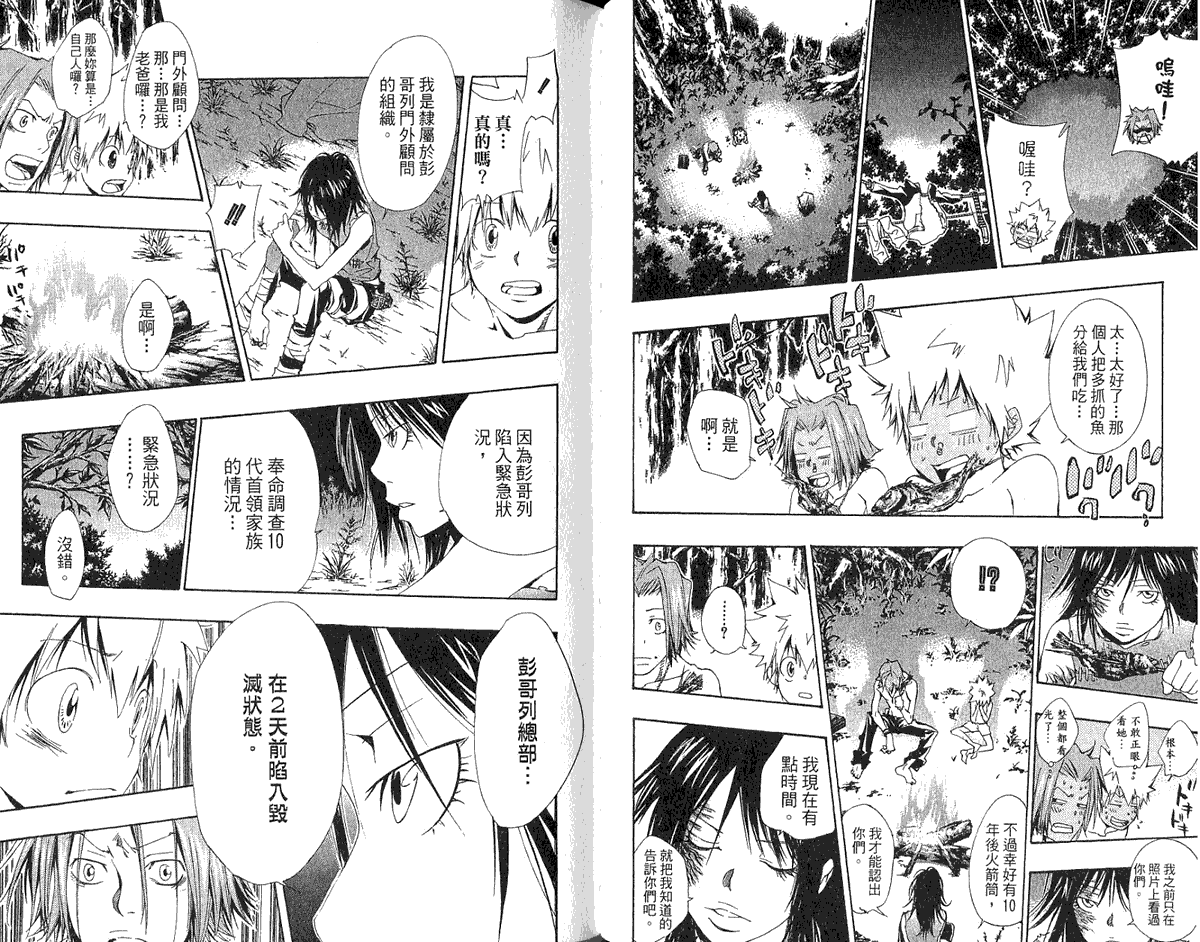 嗚哇！
喔哇？
太…太好了…那
個人把多抓的魚
分給我們吃…
就是
啊…
!?
……？
根本…
不敢正眼
看她…。
整個都看
光了…
我之前只在
照片上看過
你們。
不過幸好有10
年後火箭筒，
我才能認出
你們。
我現在有
點時間。
就把我知道的
告訴你們吧。
!!
真…
真的嗎？
我是隸屬於彭
哥列門外顧問
的組織。
!!
門外顧問…
那…那是我
老爸囉…？
那麼妳算是…
自己人囉？
パチ
パチ
是啊…
因為彭哥列
陷入緊急狀
況，
奉命調查10
代首領家族
的情況…
緊急狀況
……？
沒錯。
彭哥列總部…
在2天前陷入毀
滅狀態。